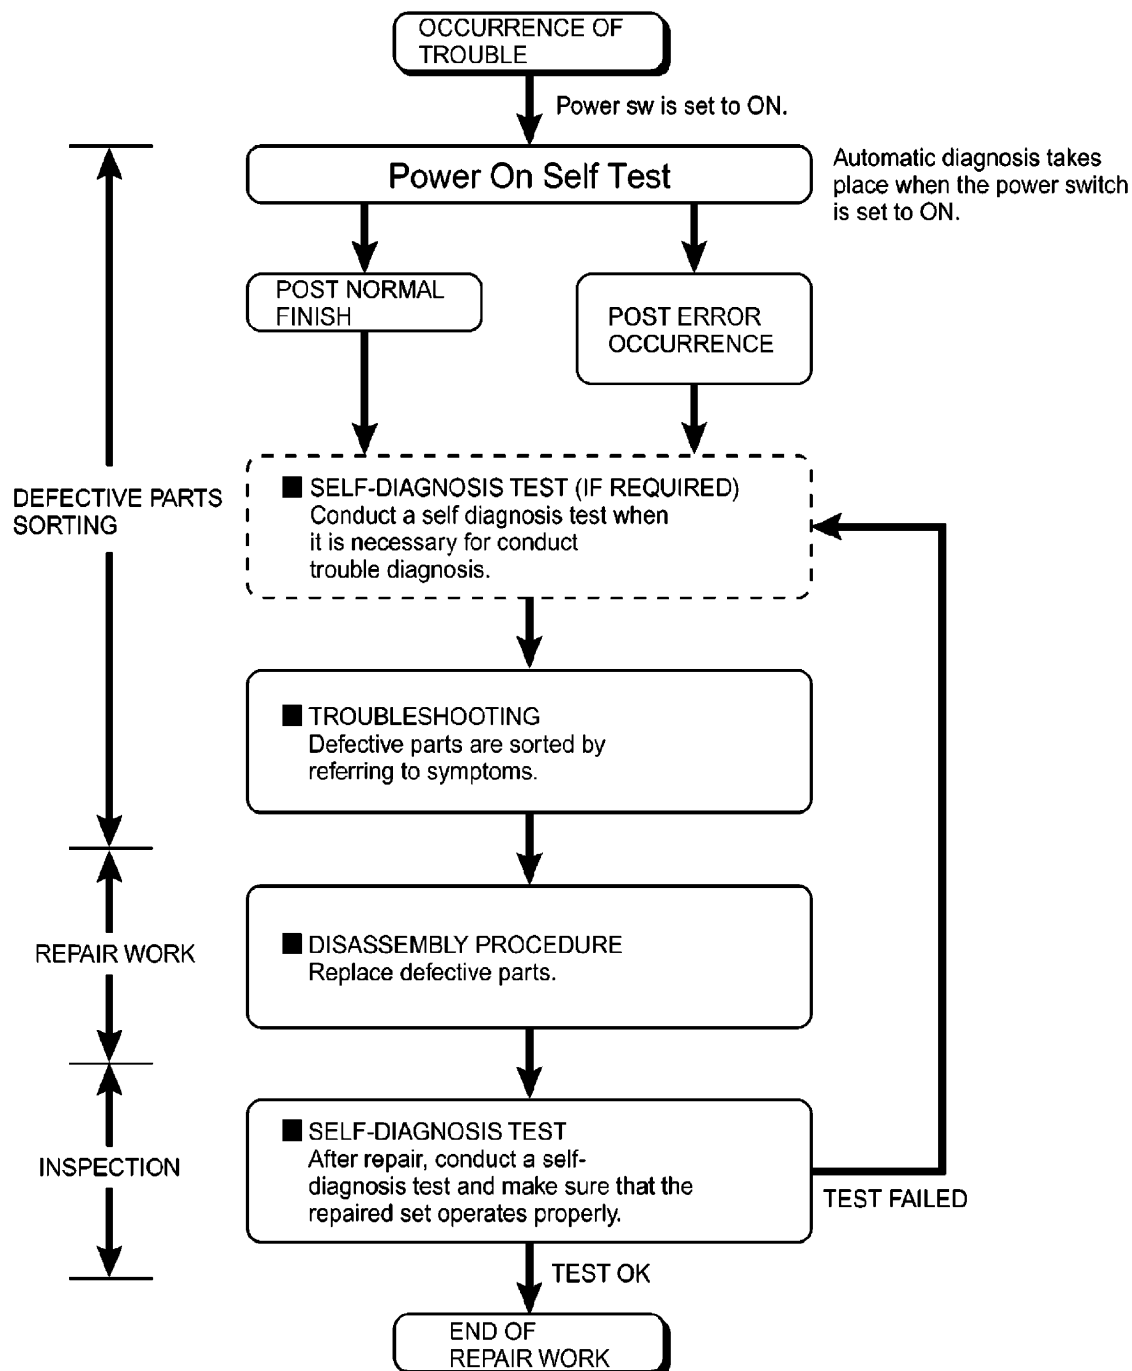 OCCURRENCE OF
TROUBLE
Power sw is set to ON.
Power On Self Test
Automatic diagnosis takes
place when the power switch
is set to ON.
POST NORMAL
FINISH
POST ERROR
OCCURRENCE
DEFECTIVE PARTS
SORTING
■ SELF-DIAGNOSIS TEST (IF REQUIRED)
Conduct a self diagnosis test when
it is necessary for conduct
trouble diagnosis.
■ TROUBLESHOOTING
Defective parts are sorted by
referring to symptoms.
REPAIR WORK
■ DISASSEMBLY PROCEDURE
Replace defective parts.
INSPECTION
■ SELF-DIAGNOSIS TEST
After repair, conduct a self-
diagnosis test and make sure that the
repaired set operates properly.
TEST FAILED
TEST OK
END OF
REPAIR WORK